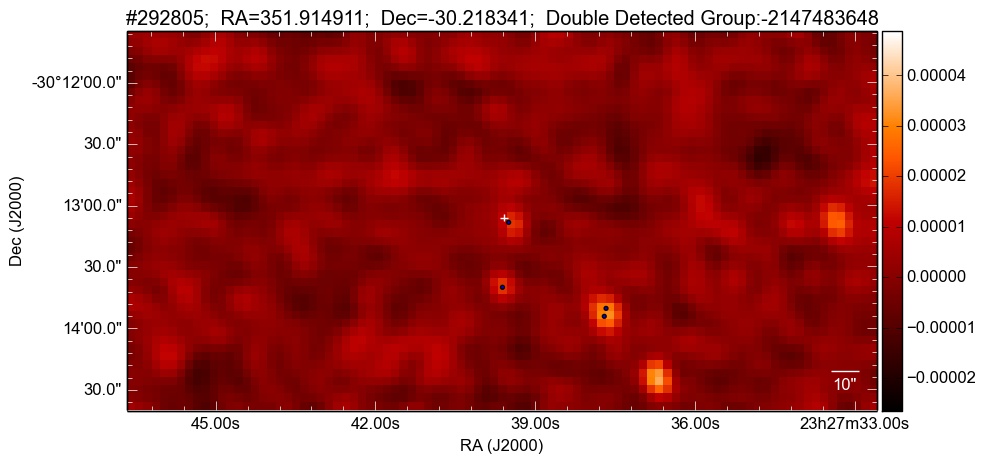 #292805;  RA=351.914911;  Dec=-30.218341;  Double Detected Group:-2147483648
-30°12'00.0"
30.0"
13'00.0"
30.0"
14'00.0"
30.0"
Dec (J2000)
45.00s
42.00s
39.00s
36.00s
23h27m33.00s
RA (J2000)
10"
0.00004
0.00003
0.00002
0.00001
0.00000
−0.00001
−0.00002